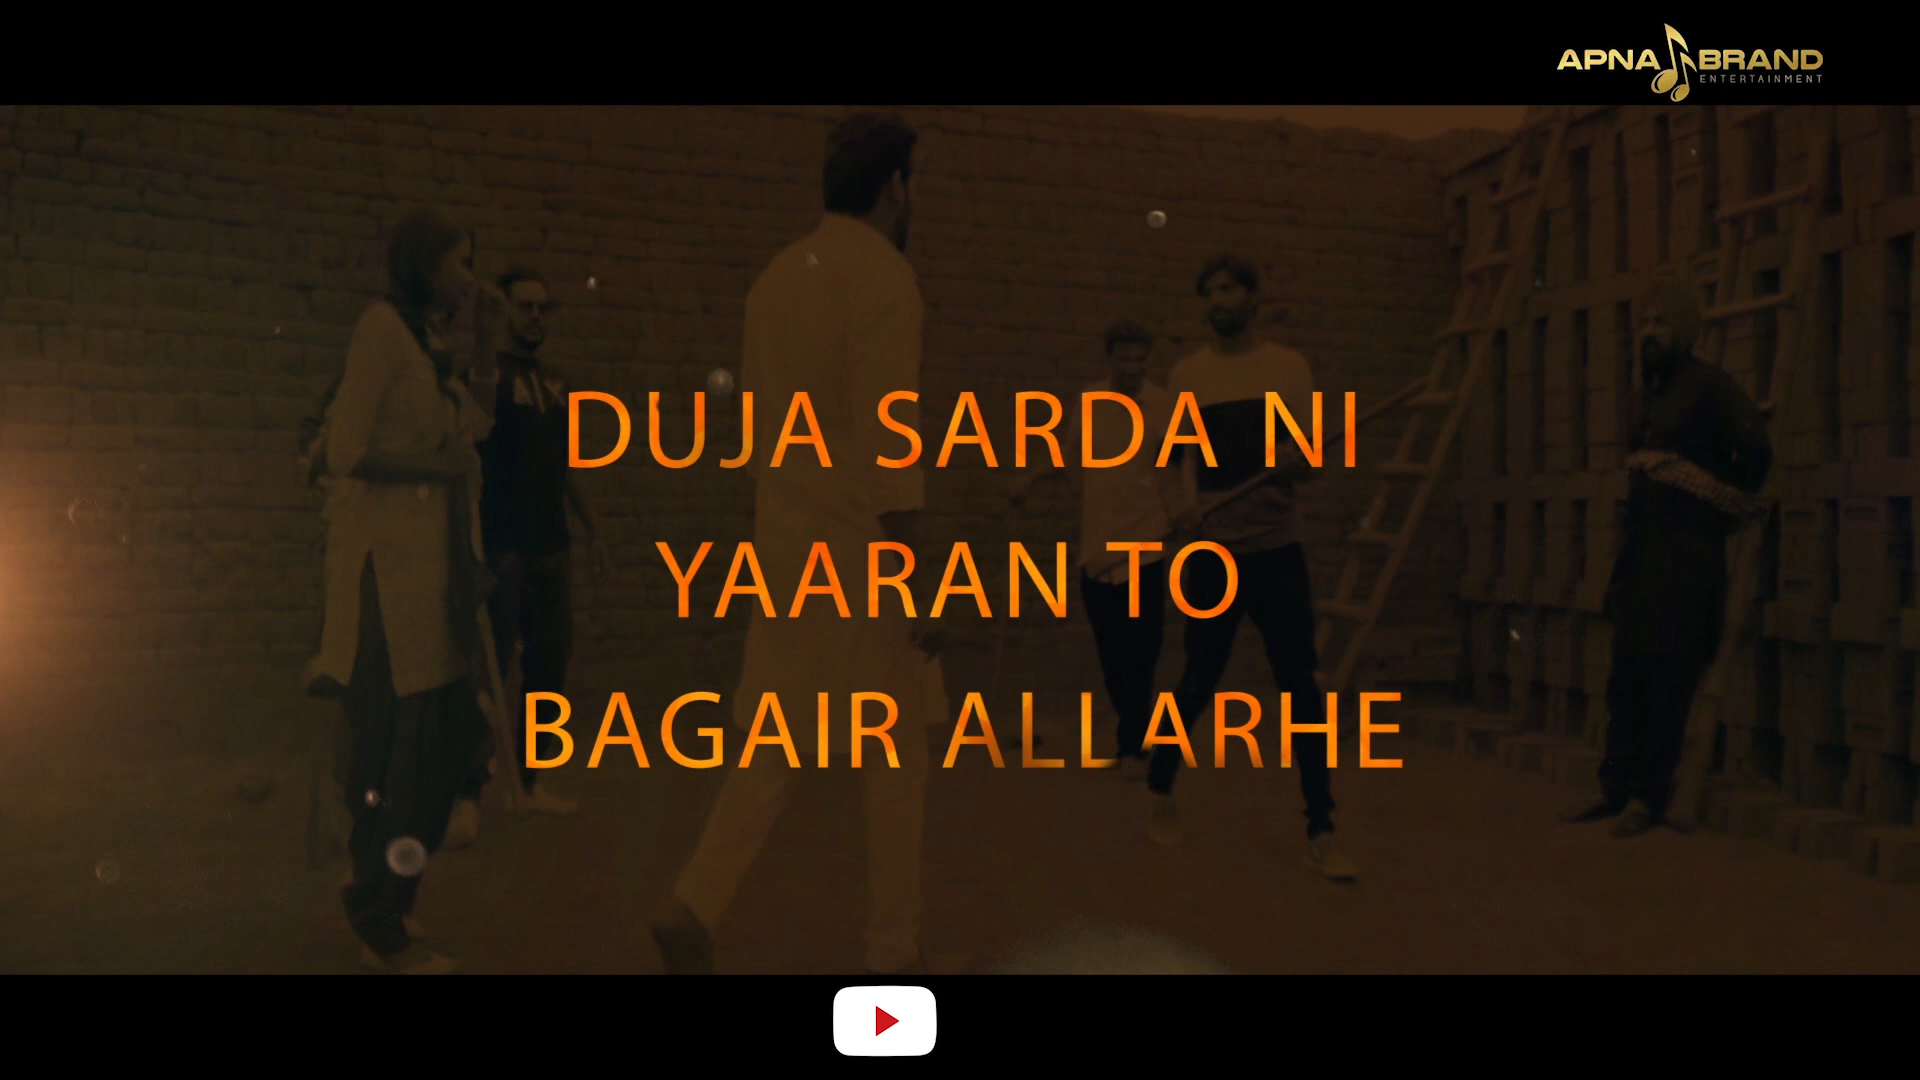 APNA BRAND
ENTERTAINMENT
DUJA SARDA NI
YAARAN TO
BAGAIR ALLARHE